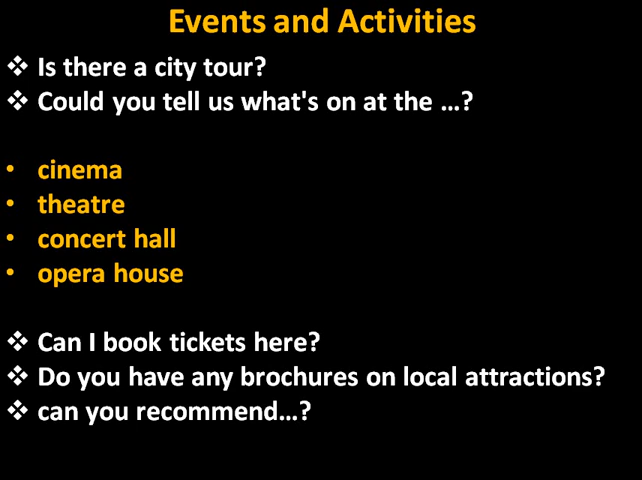 Events and Activities
❖ Is there a city tour?
❖ Could you tell us what's on at the ...?
• cinema
• theatre
• concert hall
• opera house
❖ Can I book tickets here?
❖ Do you have any brochures on local attractions?
❖ can you recommend...?